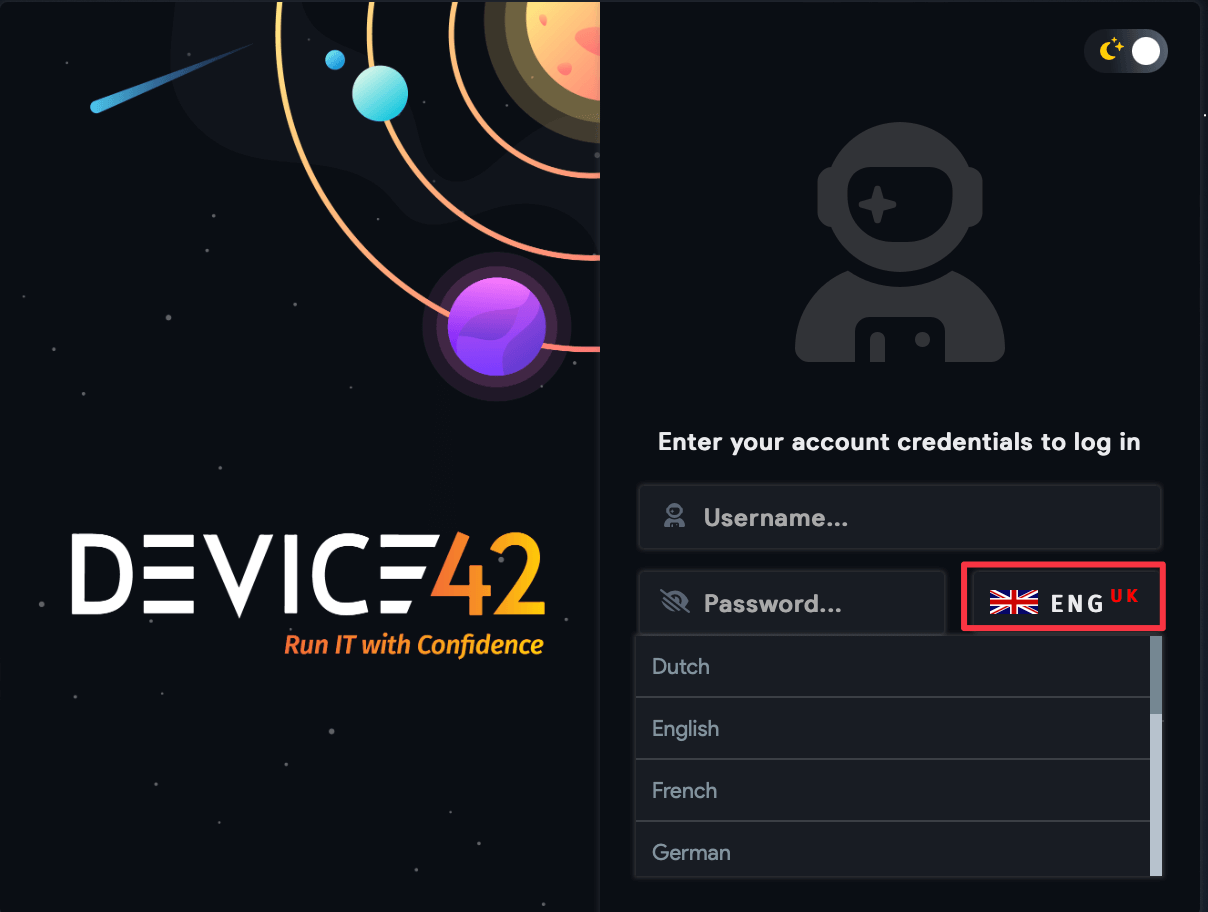 DEVICE42
Run IT with Confidence
Enter your account credentials to log in
Username...
Password...
ENG UK
Dutch
English
French
German